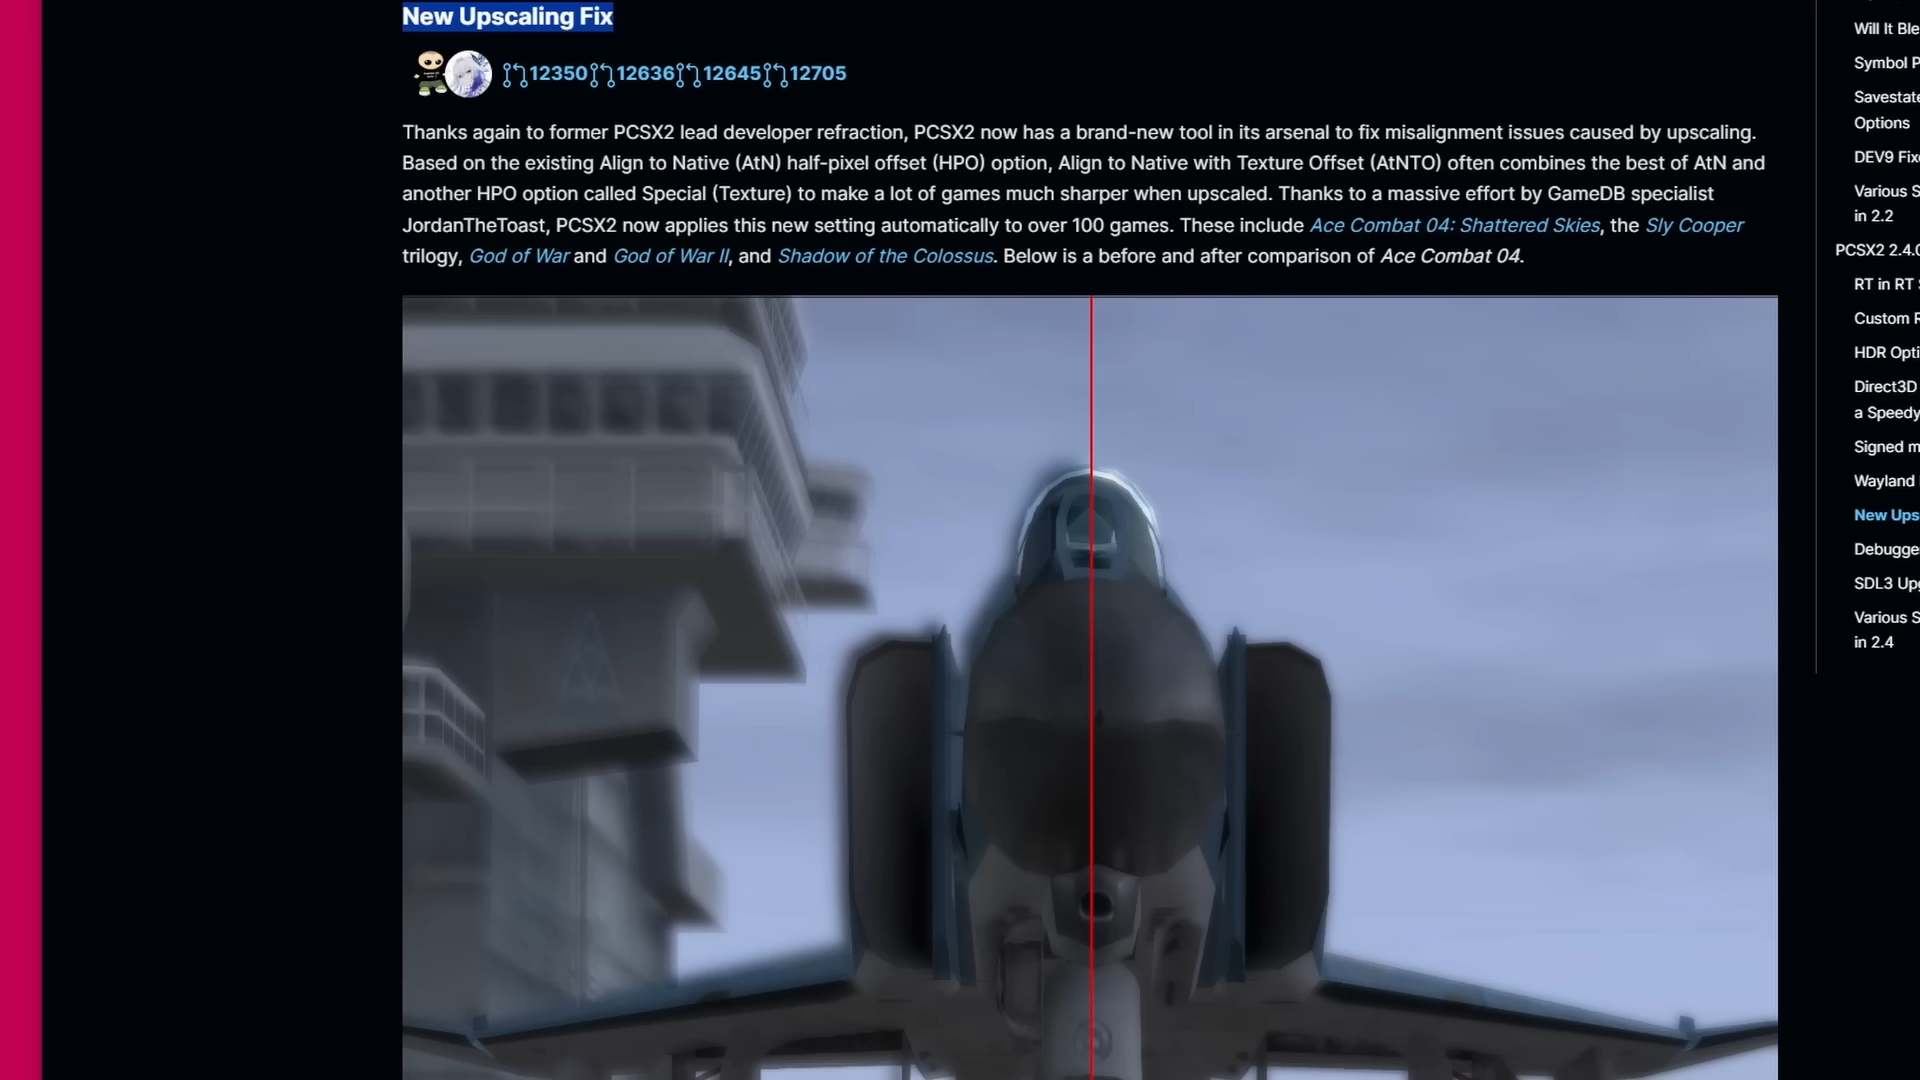 New Upscaling Fix
12350 12636 12645 12705
Thanks again to former PCSX2 lead developer refraction, PCSX2 now has a brand-new tool in its arsenal to fix misalignment issues caused by upscaling.
Based on the existing Align to Native (AtN) half-pixel offset (HPO) option, Align to Native with Texture Offset (AtNTO) often combines the best of AtN and
another HPO option called Special (Texture) to make a lot of games much sharper when upscaled. Thanks to a massive effort by GameDB specialist
JordanTheToast, PCSX2 now applies this new setting automatically to over 100 games. These include Ace Combat 04: Shattered Skies, the Sly Cooper
trilogy, God of War and God of War II, and Shadow of the Colossus. Below is a before and after comparison of Ace Combat 04.
Will It Ble
Symbol P
Savestate
Options
DEV9 Fixe
Various S
in 2.2
PCSX2 2.4.0
RT in RT S
Custom R
HDR Opti
Direct3D
a Speedy
Signed m
Wayland
New Ups
Debugge
SDL3 Upg
Various S
in 2.4